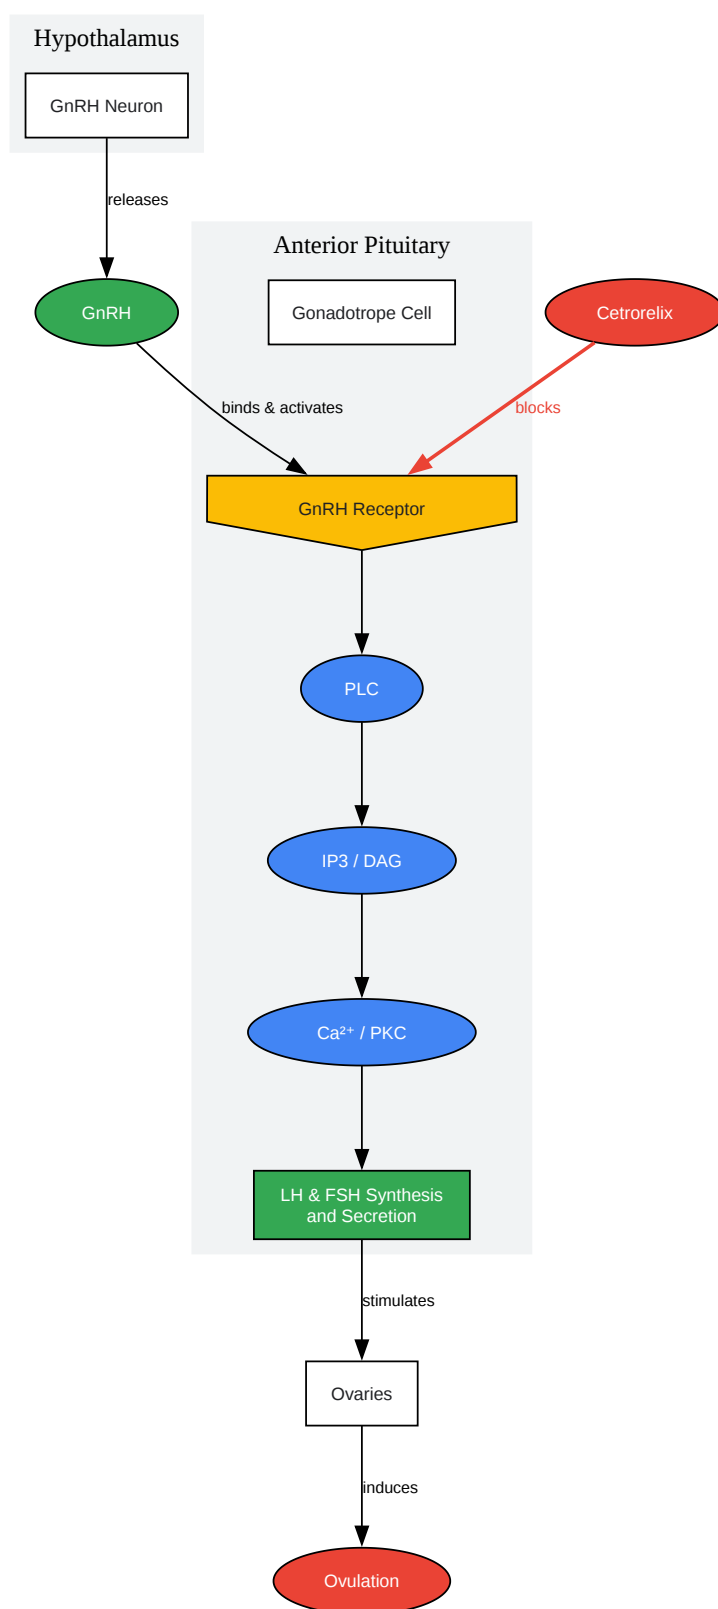 Hypothalamus
GnRH Neuron
releases
Anterior Pituitary
GnRH
Gonadotrope Cell
Cetrorelix
binds & activates
blocks
GnRH Receptor
PLC
IP3 / DAG
Ca²⁺ / PKC
LH & FSH Synthesis
and Secretion
stimulates
Ovaries
induces
Ovulation